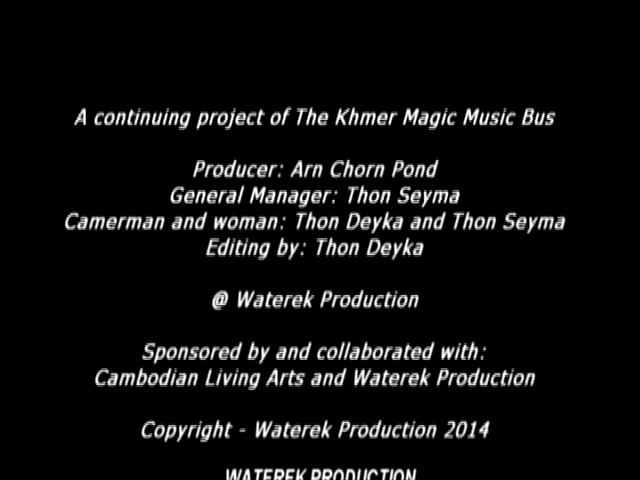 A continuing project of The Khmer Magic Music Bus
Producer: Arn Chorn Pond
General Manager: Thon Seyma
Camerman and woman: Thon Deyka and Thon Seyma
Editing by: Thon Deyka
@ Waterek Production
Sponsored by and collaborated with:
Cambodian Living Arts and Waterek Production
Copyright - Waterek Production 2014
WATEREK PRODUCTION